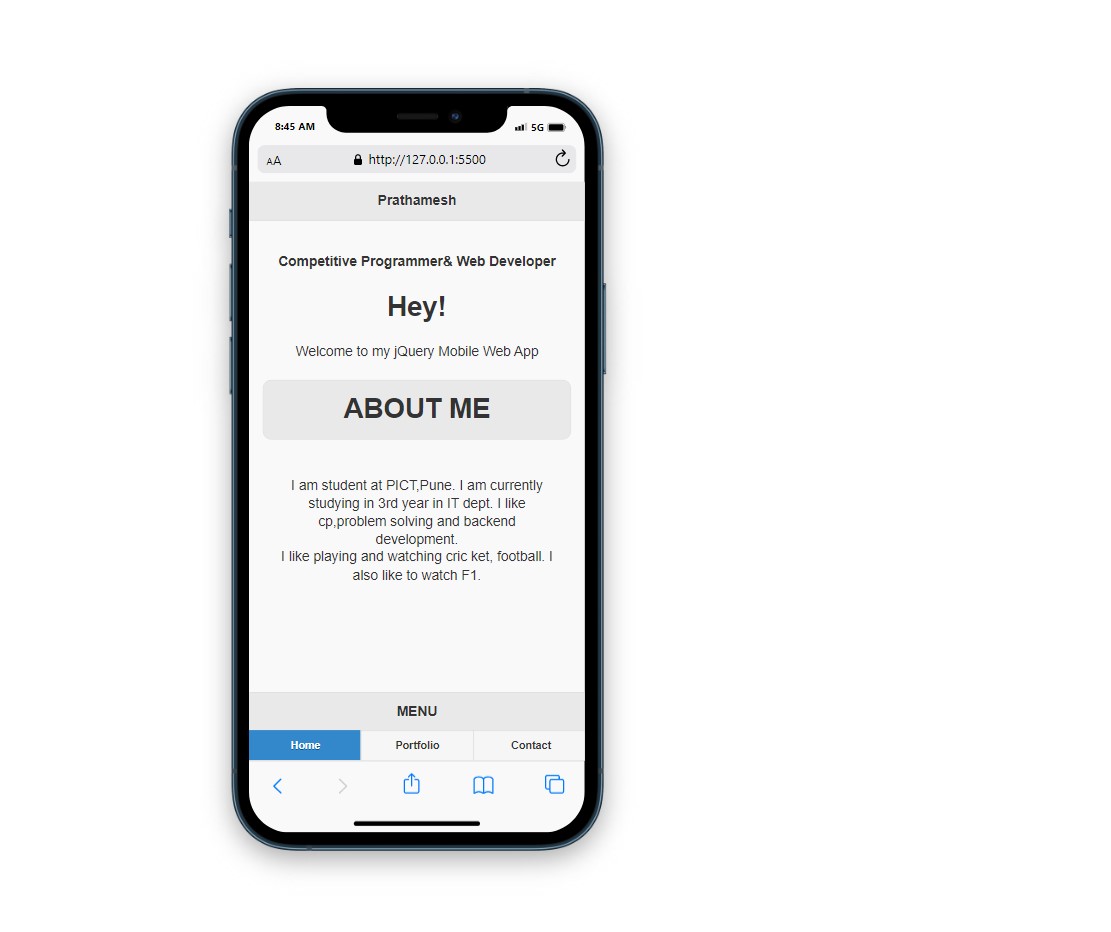 8:45 AM
5G
AA
http://127.0.0.1:5500
Prathamesh
Competitive Programmer& Web Developer
Hey!
Welcome to my jQuery Mobile Web App
ABOUT ME
I am student at PICT,Pune. I am currently
studying in 3rd year in IT dept. I like
cp,problem solving and backend
development.
I like playing and watching cric ket, football. I
also like to watch F1.
MENU
Home
Portfolio
Contact